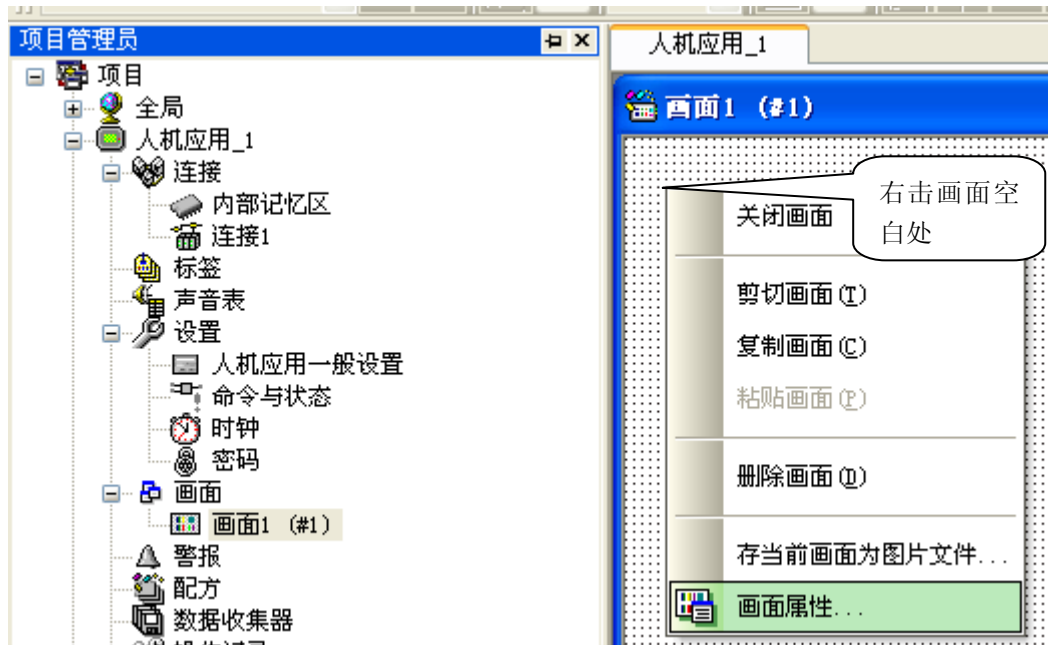 项目管理员
项目
全局
人机应用_1
连接
内部记忆区
连接1
标签
声音表
设置
人机应用一般设置
命令与状态
时钟
密码
画面
画面1 (#1)
警报
配方
数据收集器
人机应用_1
画面1 (#1)
右击画面空
白处
关闭画面
剪切画面(T)
复制画面(C)
粘贴画面(P)
删除画面(D)
存当前画面为图片文件...
画面属性...